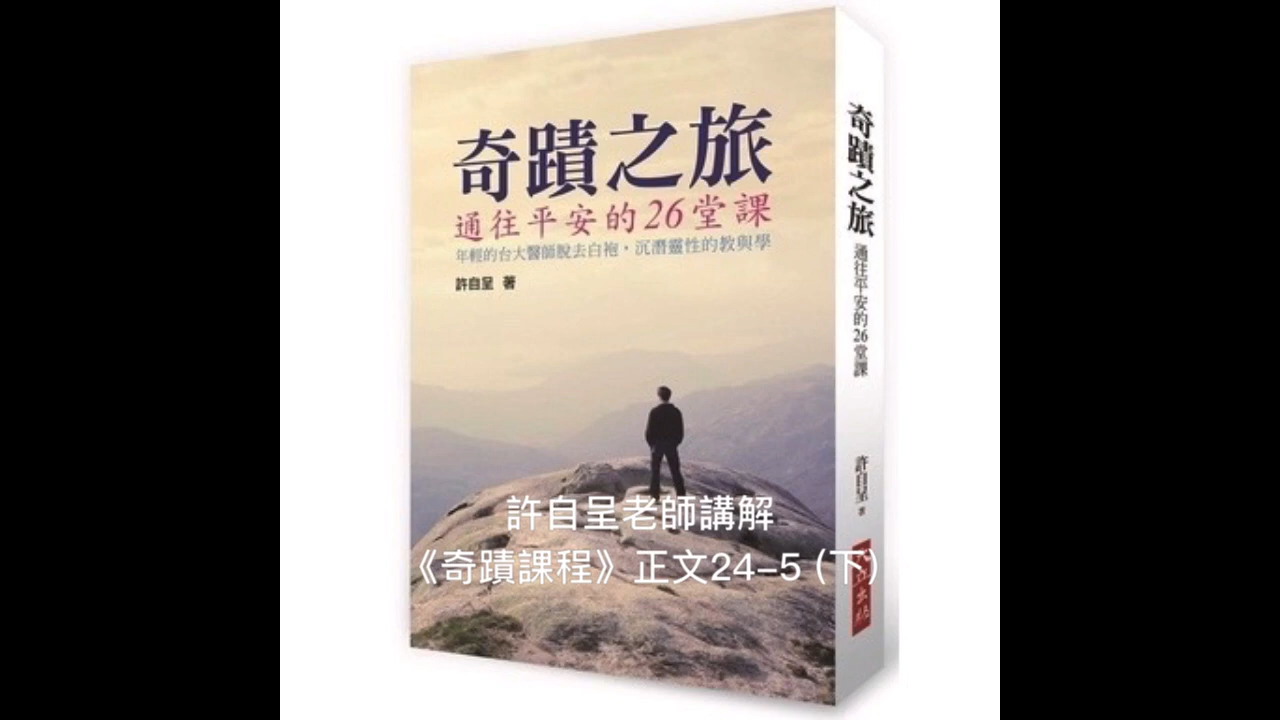 奇蹟之旅
通往平安的26堂課
年輕的台大醫師脫去白袍，沉潛靈性的教與學
許自呈 著
奇蹟之旅
通往平安的26堂課
許自呈 著
許自呈老師講解
《奇蹟課程》正文24-5 (下)